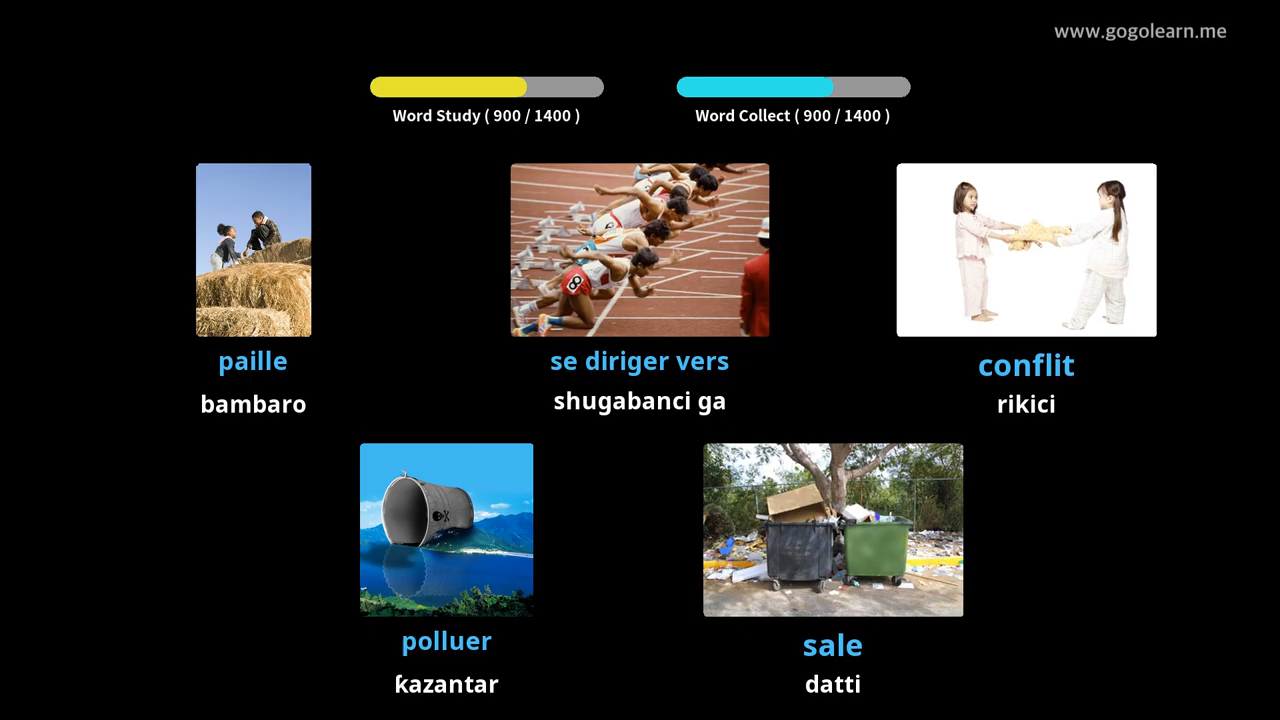 www.gogolearn.me
Word Study ( 900 / 1400 )
Word Collect ( 900 / 1400 )
paille
bambaro
se diriger vers
shugabanci ga
conflit
rikici
polluer
ƙazantar
sale
datti